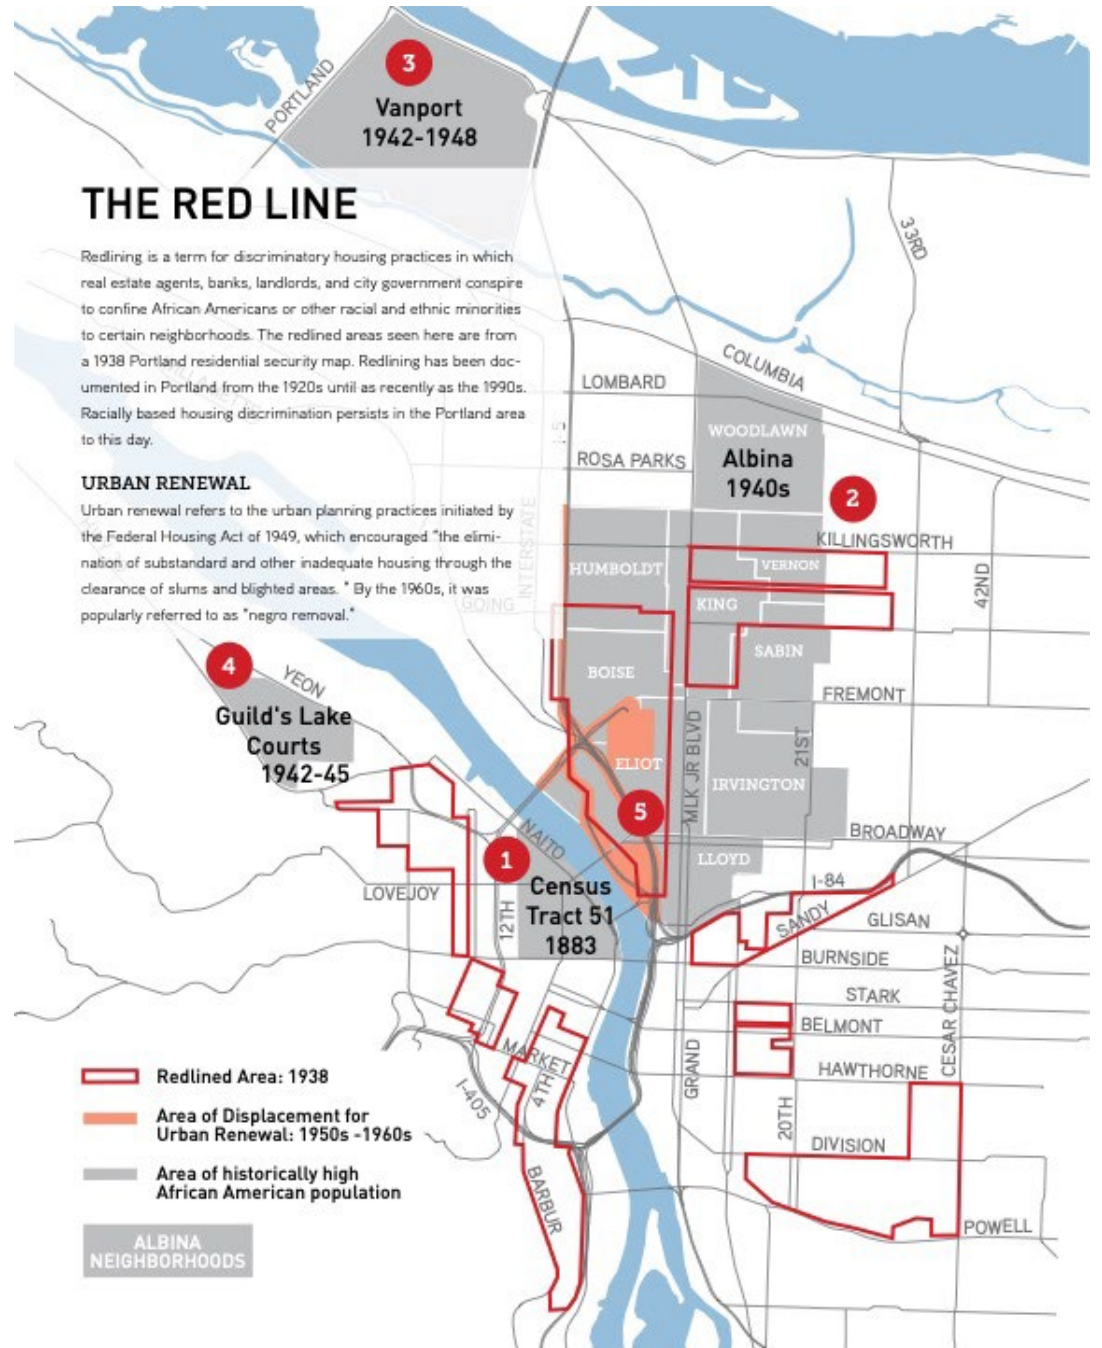 3
Vanport
1942-1948
PORTLAND
THE RED LINE
Redlining is a term for discriminatory housing practices in which
real estate agents, banks, landlords, and city government conspire
to confine African Americans or other racial and ethnic minorities
to certain neighborhoods. The redlined areas seen here are from
a 1938 Portland residential security map. Redlining has been doc-
umented in Portland from the 1920s until as recently as the 1990s.
Racially based housing discrimination persists in the Portland area
to this day.
URBAN RENEWAL
Urban renewal refers to the urban planning practices initiated by
the Federal Housing Act of 1949, which encouraged "the elimi-
nation of substandard and other inadequate housing through the
clearance of slums and blighted areas. " By the 1960s, it was
popularly referred to as "negro removal."
33RD
COLUMBIA
LOMBARD
I-5
WOODLAWN
ROSA PARKS
Albina
1940s
2
INTERSTATE
KILLINGSWORTH
HUMBOLDT
VERNON
42ND
GOING
KING
SABIN
4
YEON
BOISE
FREMONT
Guild's Lake
Courts
1942-45
MLK JR BLVD
21ST
ELIOT
IRVINGTON
5
NAITO
BROADWAY
1
LLOYD
I-84
LOVEJOY
12TH
Census
Tract 51
1883
SANDY
GLISAN
BURNSIDE
CESAR CHAVEZ
STARK
BELMONT
MARKET
GRAND
HAWTHORNE
4TH
I-405
20TH
DIVISION
BARBUR
POWELL
Redlined Area: 1938
Area of Displacement for
Urban Renewal: 1950s -1960s
Area of historically high
African American population
ALBINA
NEIGHBORHOODS